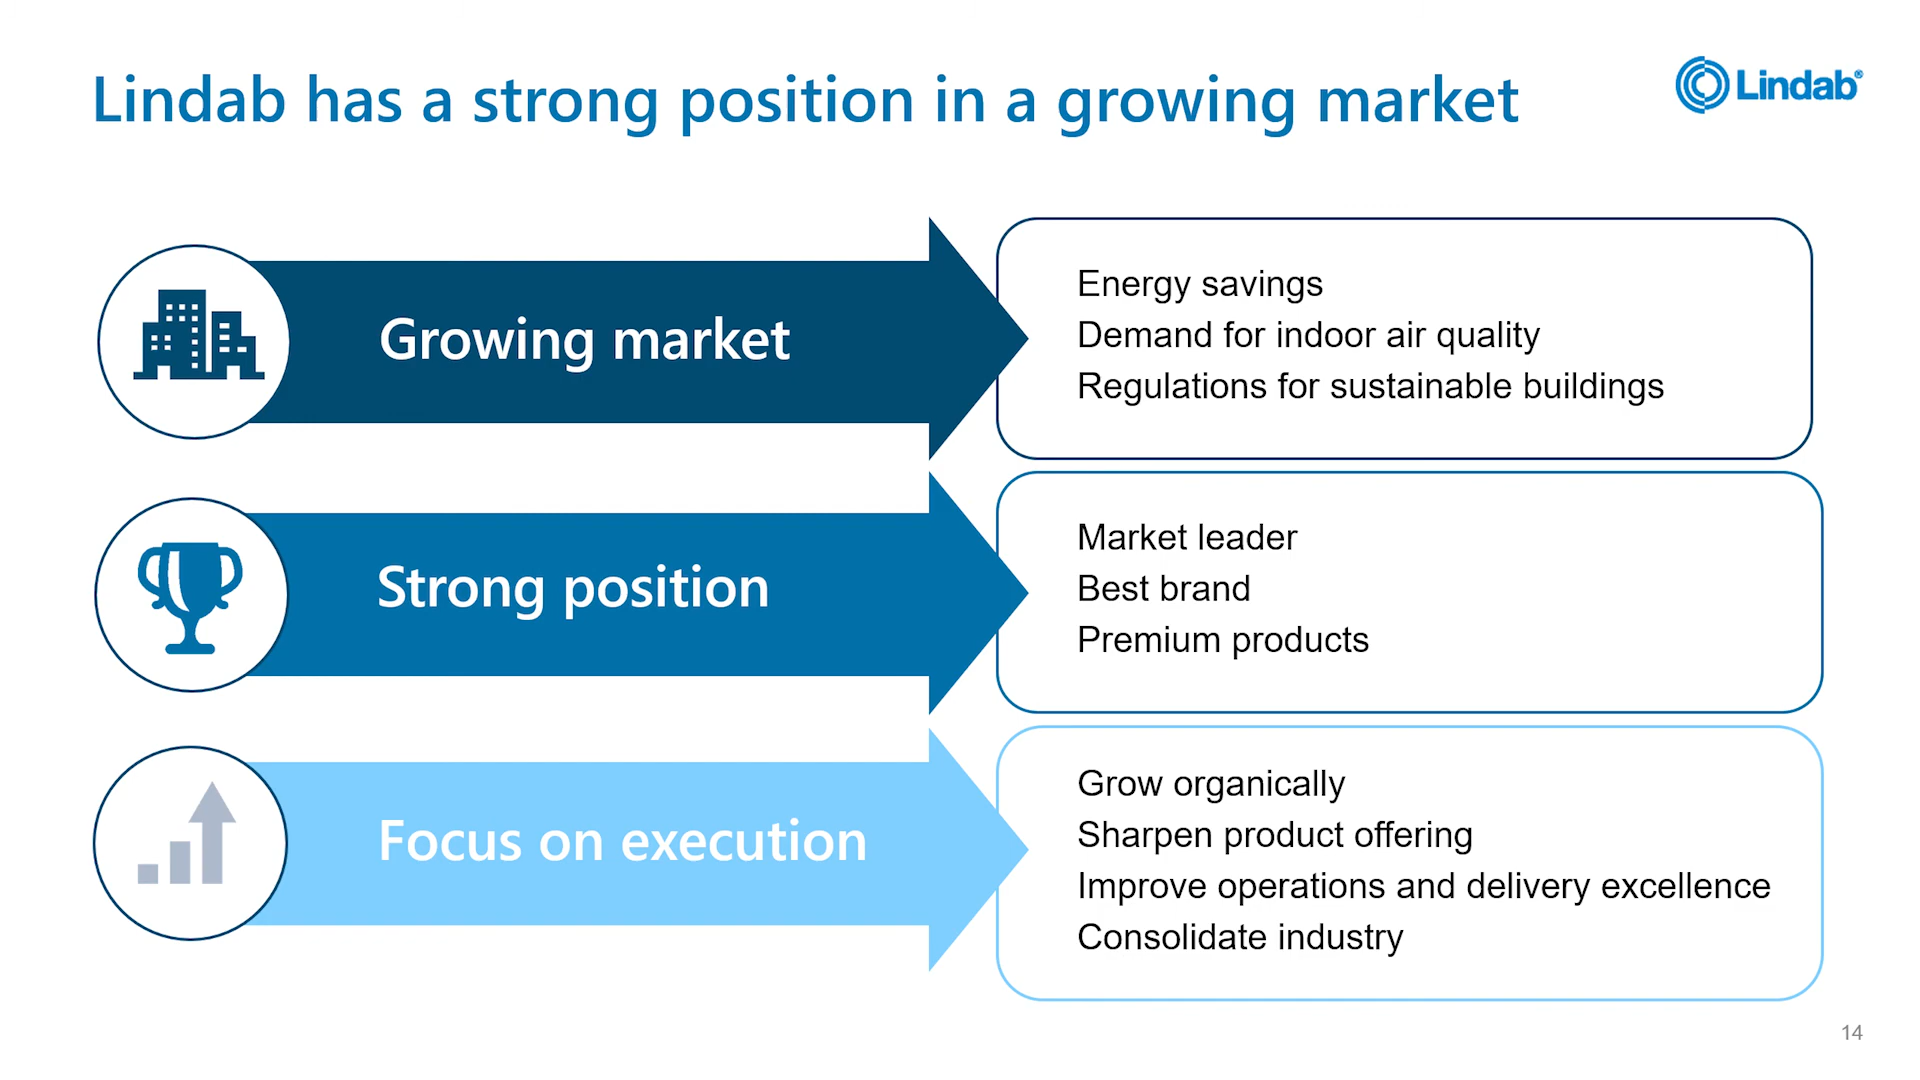 Lindab has a strong position in a growing market
Lindab®
Growing market
Energy savings
Demand for indoor air quality
Regulations for sustainable buildings
Strong position
Market leader
Best brand
Premium products
Focus on execution
Grow organically
Sharpen product offering
Improve operations and delivery excellence
Consolidate industry
14